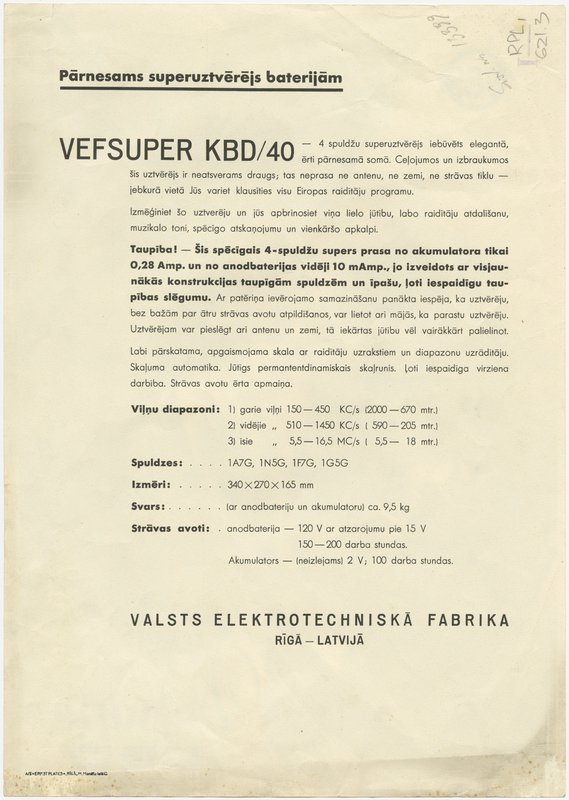 Pārnesams superuztvērējs baterijām
VEFSUPER KBD/40 — 4 spuldžu superuztvērējs iebūvēts elegantā,
ērti pārnesamā somā. Ceļojumos un izbraukumos
šis uztvērējs ir neatsverams draugs; tas neprasa ne antenu, ne zemi, ne strāvas tīklu —
jebkurā vietā Jūs variet klausīties visu Eiropas raidītāju programu.
Izmēģiniet šo uztverēju un jūs apbrinosiet viņa lielo jūtību, labo raidītāju atdalīšanu,
muzikalo toni, spēcīgo atskaņojumu un vienkāršo apkalpi.
Taupība! — Šis spēcīgais 4-spuldžu supers prasa no akumulatora tikai
0,28 Amp. un no anodbaterijas vidēji 10 mAmp., jo izveidots ar visjau-
nākās konstrukcijas taupīgām spuldzēm un īpašu, ļoti iespaidīgu tau-
pības slēgumu. Ar patēriņa ievērojamo samazināšanu panākta iespēja, ka uztvērēju,
bez bažām par ātru strāvas avotu atpildīšanos, var lietot arī mājās, kā parastu uztvērēju.
Uztvērējam var pieslēgt arī antenu un zemi, tā iekārtas jūtību vēl vairākkārt palielinot.
Labi pārskatama, apgaismojama skala ar raidītāju uzrakstiem un diapazonu uzrādītāju.
Skaļuma automatika. Jūtīgs permantentdinamiskais skaļrunis. Ļoti iespaidīga virziena
darbība. Strāvas avotu ērta apmaiņa.
Viļņu diapazoni: 1) garie viļņi 150—450 KC/s (2000—670 mtr.)
2) vidējie „ 510—1450 KC/s ( 590—205 mtr.)
3) īsie „ 5,5—16,5 MC/s ( 5,5— 18 mtr.)
Spuldzes: . . . . 1A7G, 1N5G, 1F7G, 1G5G
Izmēri: . . . . . 340×270×165 mm
Svars: . . . . . . (ar anodbateriju un akumulatoru) ca. 9,5 kg
Strāvas avoti: . anodbaterija — 120 V ar atzarojumu pie 15 V
150—200 darba stundas.
Akumulators — (neizlejams) 2 V; 100 darba stundas.
VALSTS ELEKTROTECHNISKĀ FABRIKA
RĪGĀ — LATVIJĀ